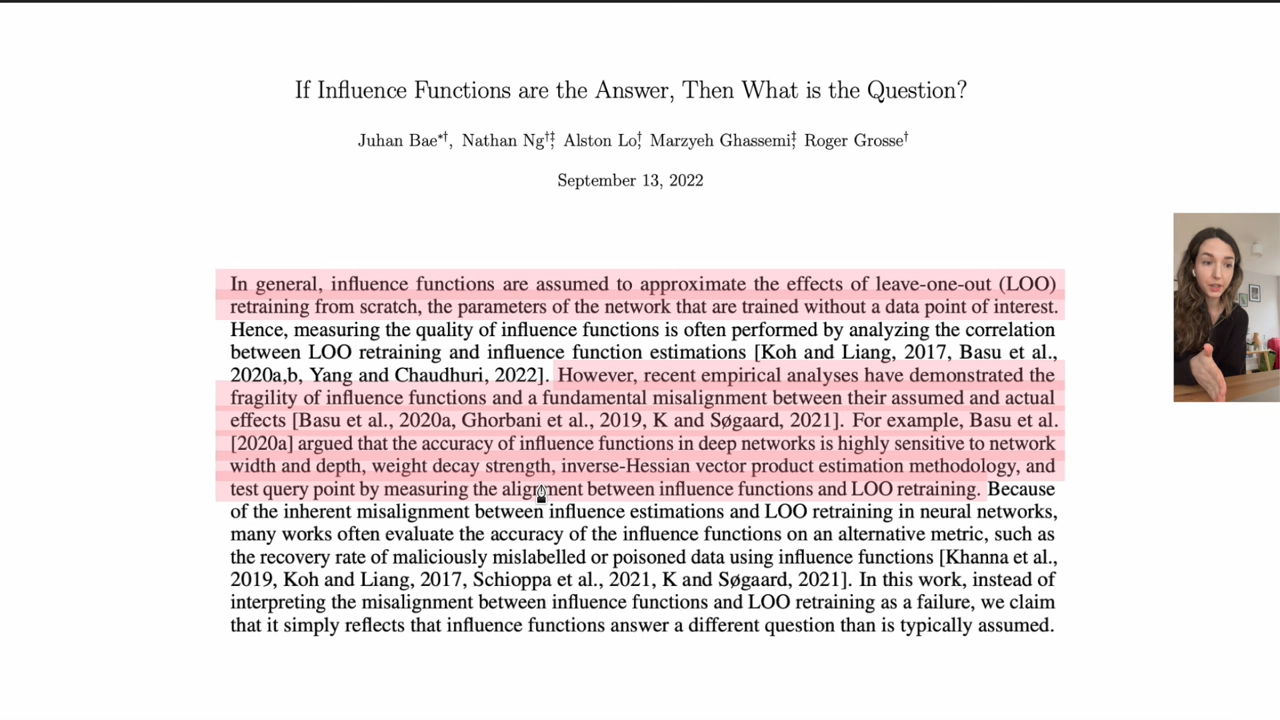 If Influence Functions are the Answer, Then What is the Question?
Juhan Bae*†, Nathan Ng†‡, Alston Lo†, Marzyeh Ghassemi‡, Roger Grosse†
September 13, 2022
In general, influence functions are assumed to approximate the effects of leave-one-out (LOO)
retraining from scratch, the parameters of the network that are trained without a data point of interest.
Hence, measuring the quality of influence functions is often performed by analyzing the correlation
between LOO retraining and influence function estimations [Koh and Liang, 2017, Basu et al.,
2020a,b, Yang and Chaudhuri, 2022]. However, recent empirical analyses have demonstrated the
fragility of influence functions and a fundamental misalignment between their assumed and actual
effects [Basu et al., 2020a, Ghorbani et al., 2019, K and Søgaard, 2021]. For example, Basu et al.
[2020a] argued that the accuracy of influence functions in deep networks is highly sensitive to network
width and depth, weight decay strength, inverse-Hessian vector product estimation methodology, and
test query point by measuring the alignment between influence functions and LOO retraining. Because
of the inherent misalignment between influence estimations and LOO retraining in neural networks,
many works often evaluate the accuracy of the influence functions on an alternative metric, such as
the recovery rate of maliciously mislabelled or poisoned data using influence functions [Khanna et al.,
2019, Koh and Liang, 2017, Schioppa et al., 2021, K and Søgaard, 2021]. In this work, instead of
interpreting the misalignment between influence functions and LOO retraining as a failure, we claim
that it simply reflects that influence functions answer a different question than is typically assumed.